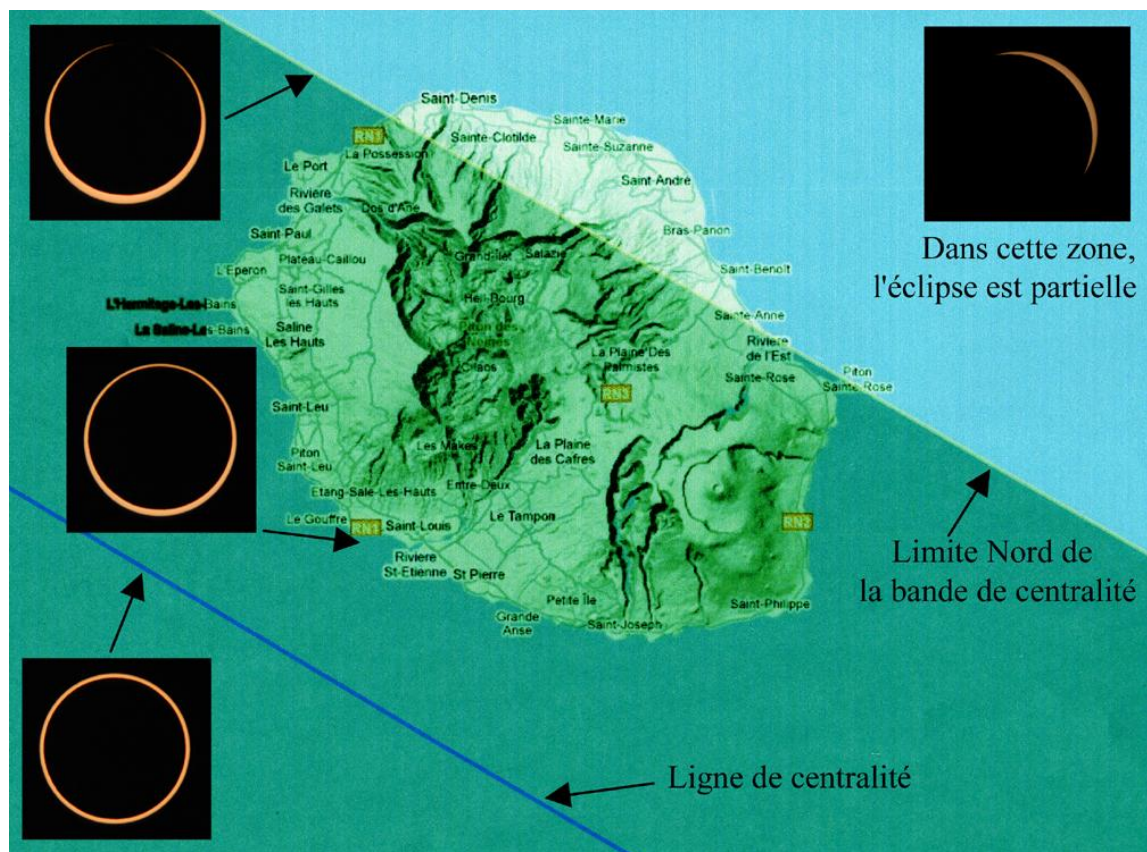 Saint-Denis
Sainte-Marie
RN1
Sainte-Clotilde
Sainte-Suzanne
La Possession
Le Port
Saint-André
Rivière
des Galets
Dos d'Ane
Saint-Paul
Bras-Panon
Plateau-Caillou
Grand-Ilet
Salazie
L'Eperon
Saint-Benoît
Dans cette zone,
l'éclipse est partielle
Saint-Gilles
les Hauts
Hell-Bourg
L'Hermitage-Les-Bains
La Saline-Les-Bains
Saline
Les Hauts
Piton des
Neiges
Sainte-Anne
Rivière
de l'Est
La Plaine Des
Palmistes
Cilaos
Sainte-Rose
Piton
Sainte-Rose
RN3
Saint-Leu
Les Makes
La Plaine
des Cafres
Piton
Saint-Leu
Etang-Salé-Les-Hauts
Entre-Deux
Le Gouffre
RN1
Saint-Louis
Le Tampon
RN2
Limite Nord de
la bande de centralité
Rivière
St-Etienne
St Pierre
Petite Île
Saint-Philippe
Grande
Anse
Saint-Joseph
Ligne de centralité